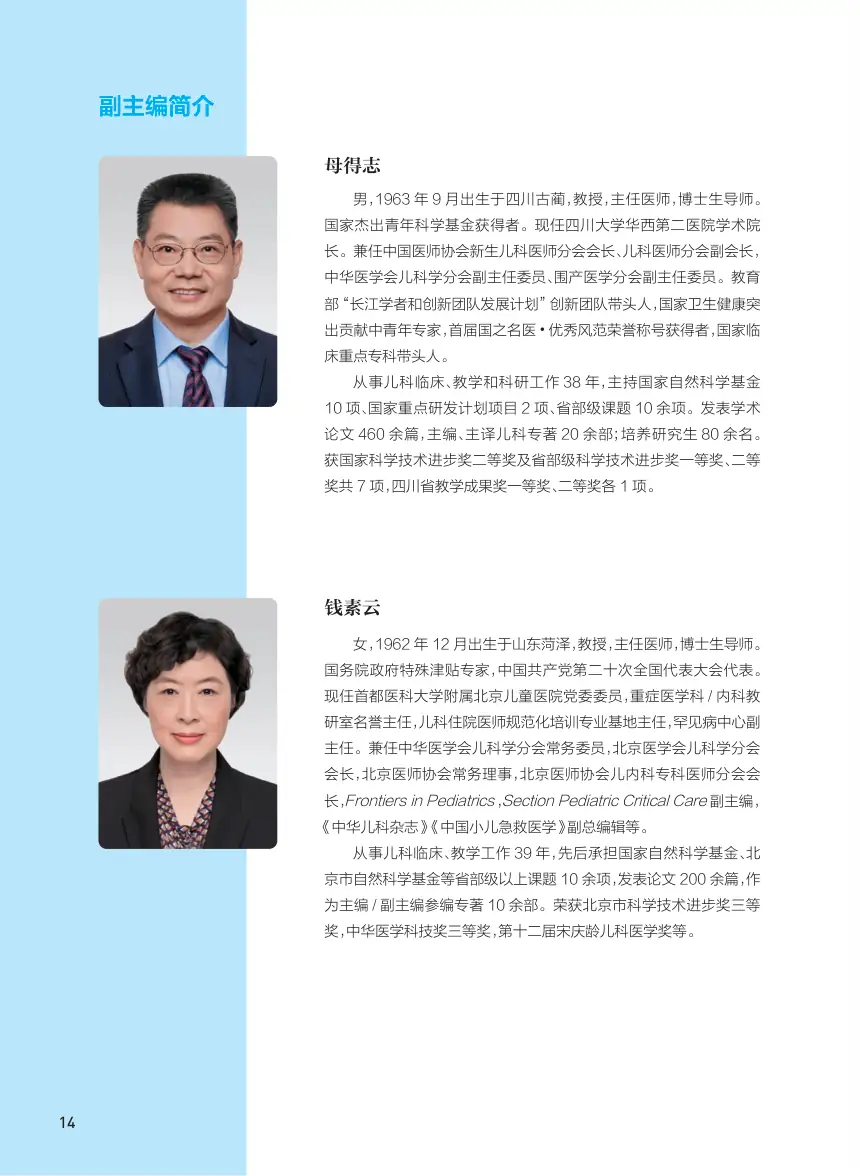 副主编简介
母得志
男,1963 年 9 月出生于四川古蔺,教授,主任医师,博士生导师。
国家杰出青年科学基金获得者。现任四川大学华西第二医院学术院
长。兼任中国医师协会新生儿科医师分会会长、儿科医师分会副会长,
中华医学会儿科学分会副主任委员、围产医学分会副主任委员。教育
部“长江学者和创新团队发展计划”创新团队带头人,国家卫生健康突
出贡献中青年专家,首届国之名医·优秀风范荣誉称号获得者,国家临
床重点专科带头人。
从事儿科临床、教学和科研工作 38 年,主持国家自然科学基金
10 项、国家重点研发计划项目 2 项、省部级课题 10 余项。发表学术
论文 460 余篇,主编、主译儿科专著 20 余部;培养研究生 80 余名。
获国家科学技术进步奖二等奖及省部级科学技术进步奖一等奖、二等
奖共 7 项,四川省教学成果奖一等奖、二等奖各 1 项。
钱素云
女,1962 年 12 月出生于山东菏泽,教授,主任医师,博士生导师。
国务院政府特殊津贴专家,中国共产党第二十次全国代表大会代表。
现任首都医科大学附属北京儿童医院党委委员,重症医学科 / 内科教
研室名誉主任,儿科住院医师规范化培训专业基地主任,罕见病中心副
主任。兼任中华医学会儿科学分会常务委员,北京医学会儿科学分会
会长,北京医师协会常务理事,北京医师协会儿内科专科医师分会会
长,Frontiers in Pediatrics,Section Pediatric Critical Care 副主编,
《中华儿科杂志》《中国小儿急救医学》副总编辑等。
从事儿科临床、教学工作 39 年,先后承担国家自然科学基金、北
京市自然科学基金等省部级以上课题 10 余项,发表论文 200 余篇,作
为主编 / 副主编参编专著 10 余部。荣获北京市科学技术进步奖三等
奖,中华医学科技奖三等奖,第十二届宋庆龄儿科医学奖等。
14